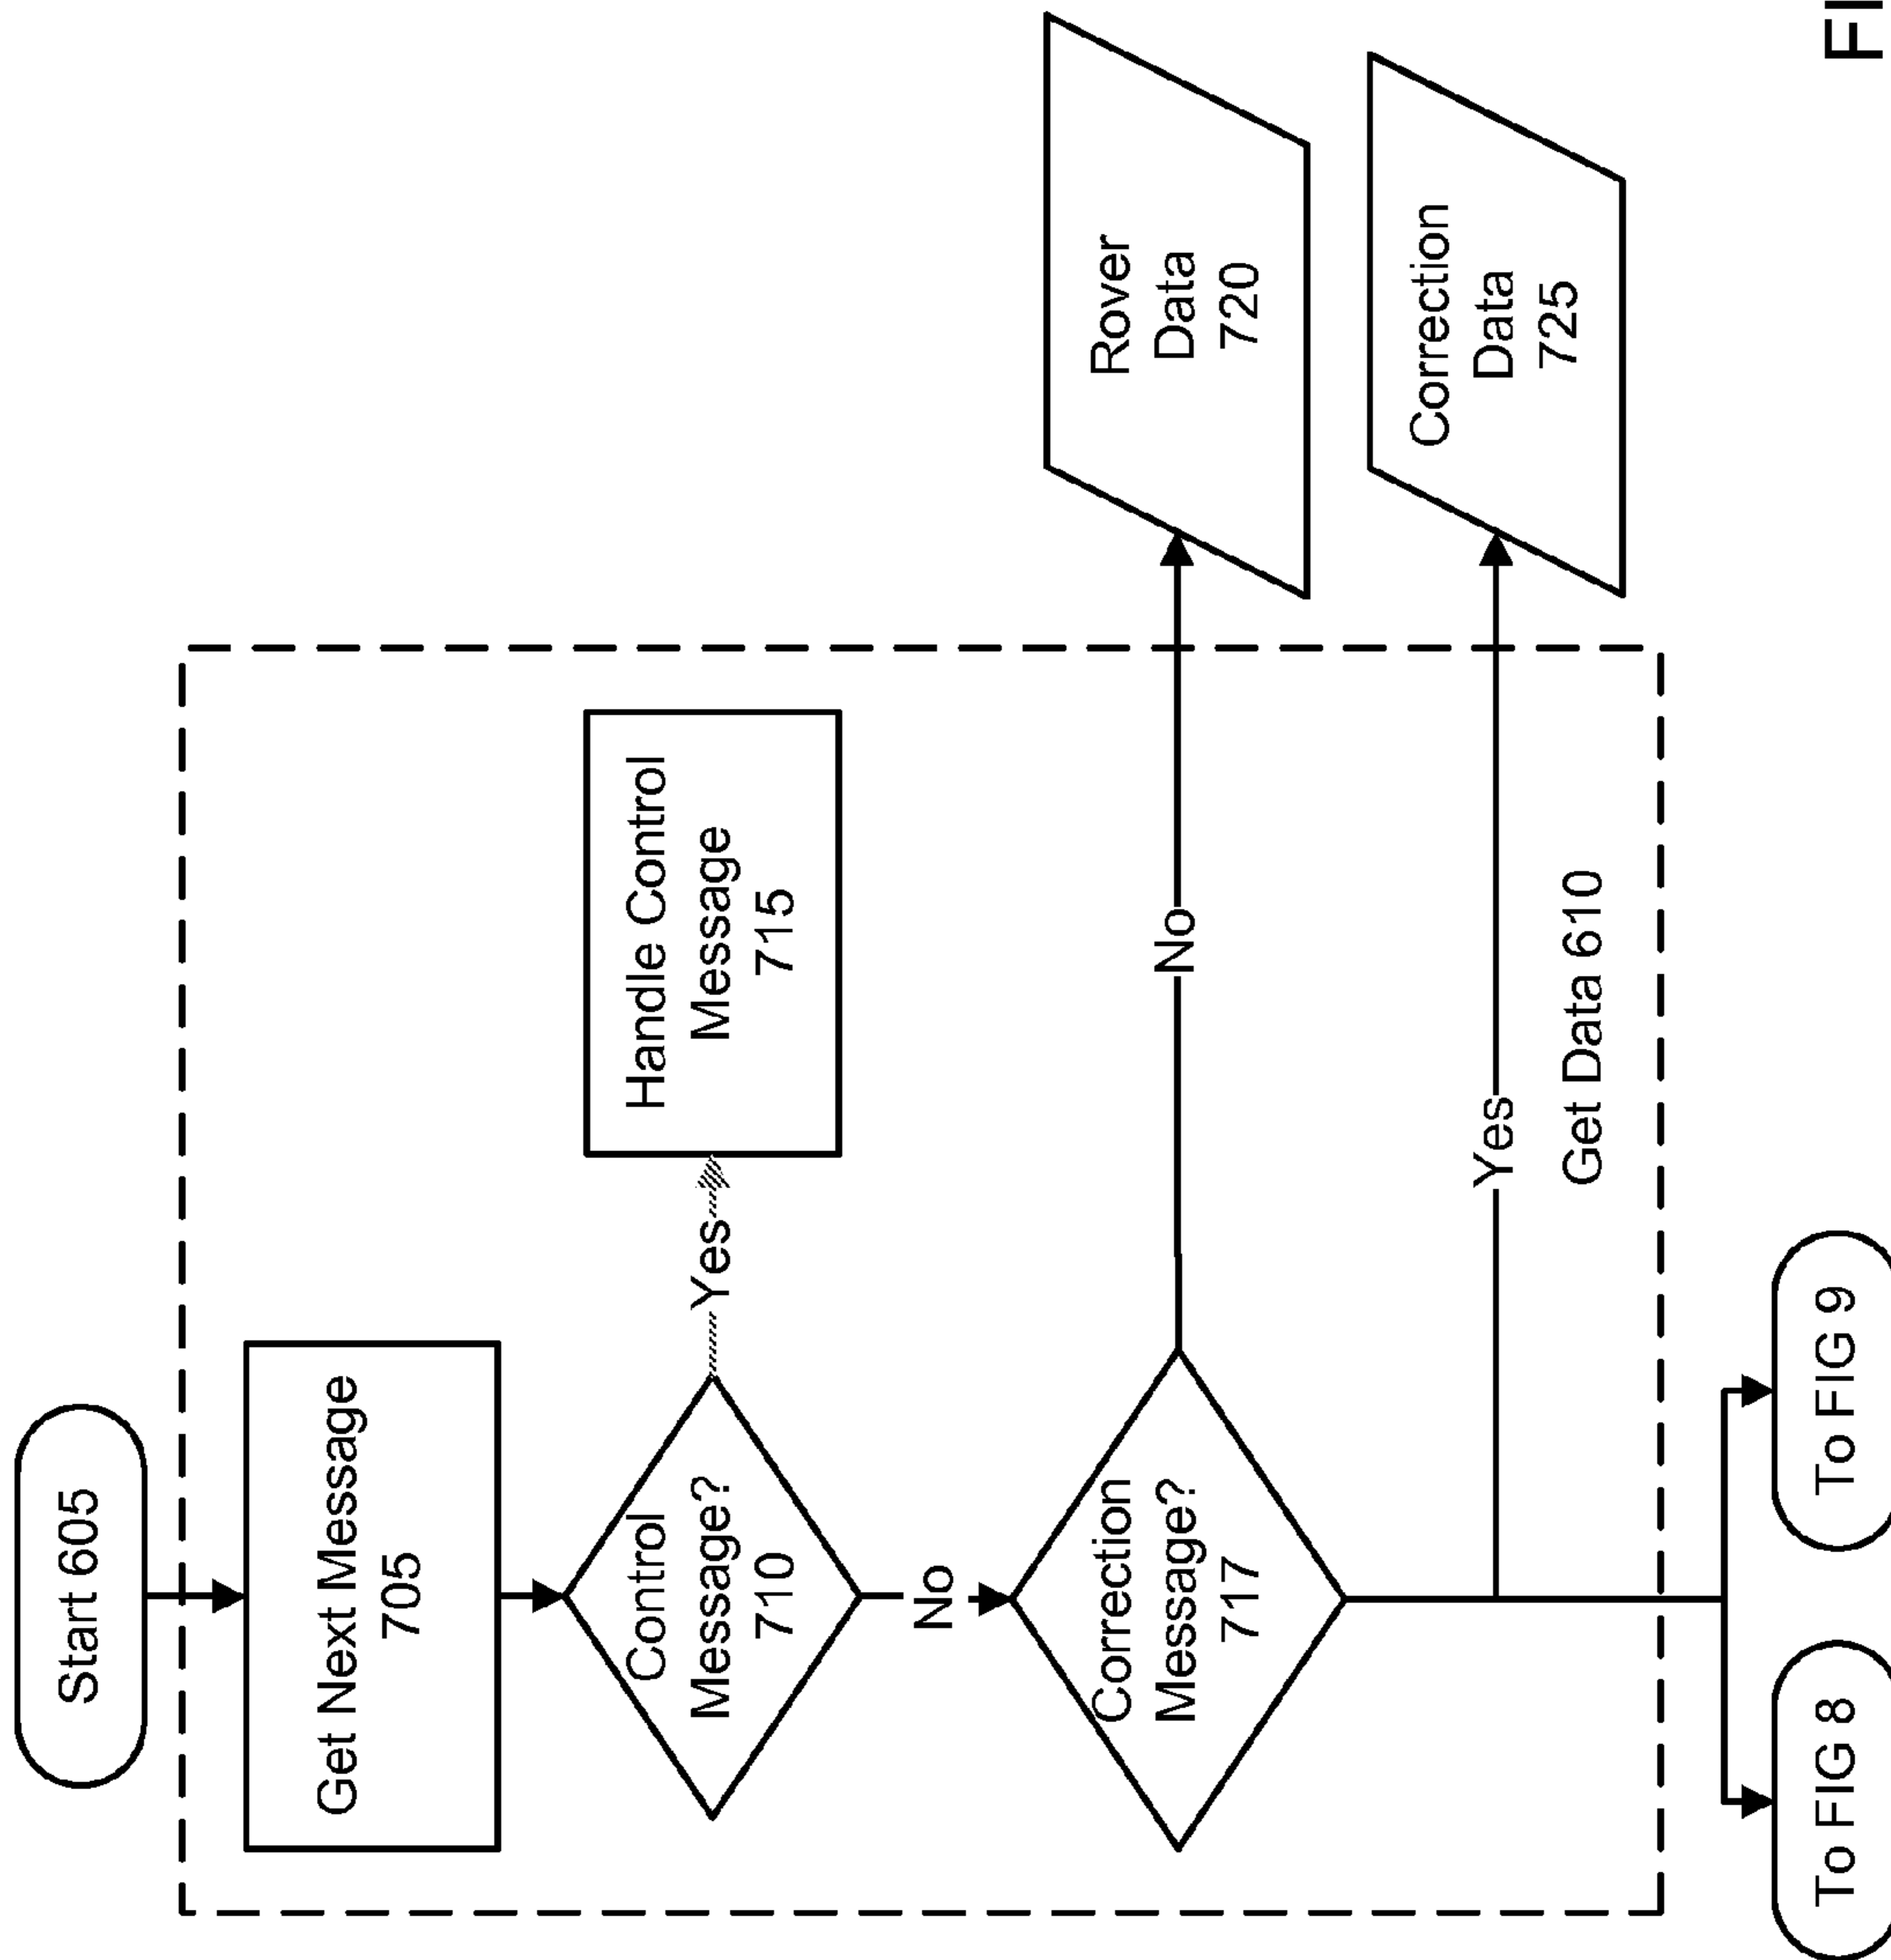 Start 605
Get Next Message
705
Control
Message?
710
Yes
Handle Control
Message
715
No
Correction
Message?
717
No
Rover
Data
720
Yes
Correction
Data
725
Get Data 610
To FIG 8
To FIG 9
FI